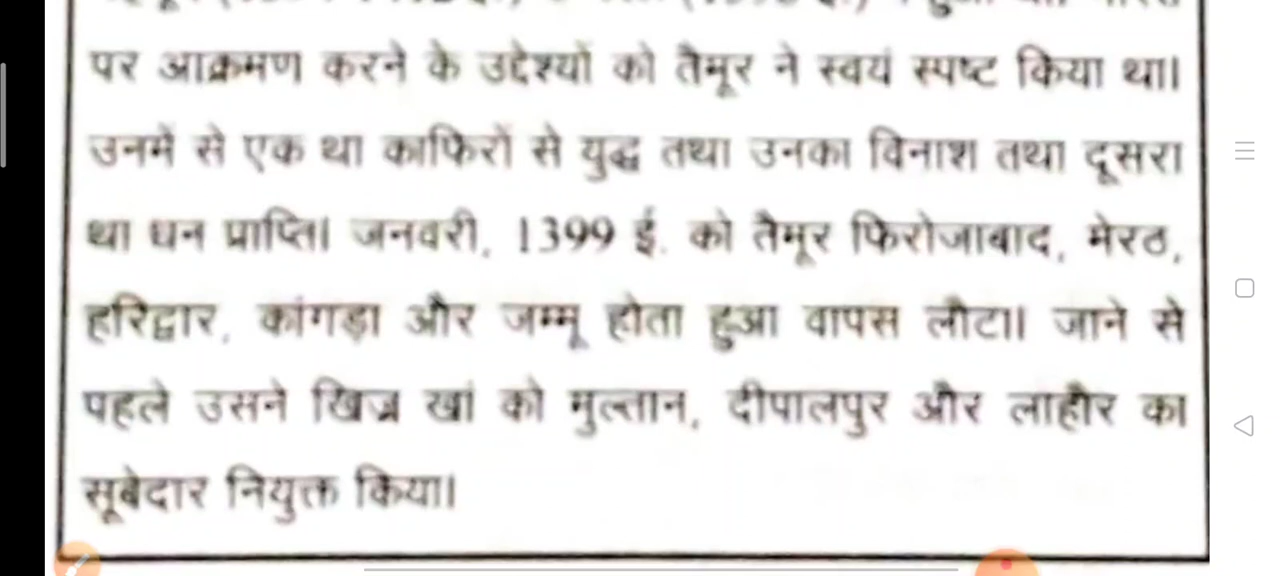 पर आक्रमण करने के उद्देश्यों को तैमूर ने स्वयं स्पष्ट किया था।
उनमें से एक था काफिरों से युद्ध तथा उनका विनाश तथा दूसरा
था धन प्राप्ति। जनवरी, 1399 ई. को तैमूर फिरोजाबाद, मेरठ,
हरिद्वार, कांगड़ा और जम्मू होता हुआ वापस लौटा। जाने से
पहले उसने खिज्र खां को मुल्तान, दीपालपुर और लाहौर का
सूबेदार नियुक्त किया।